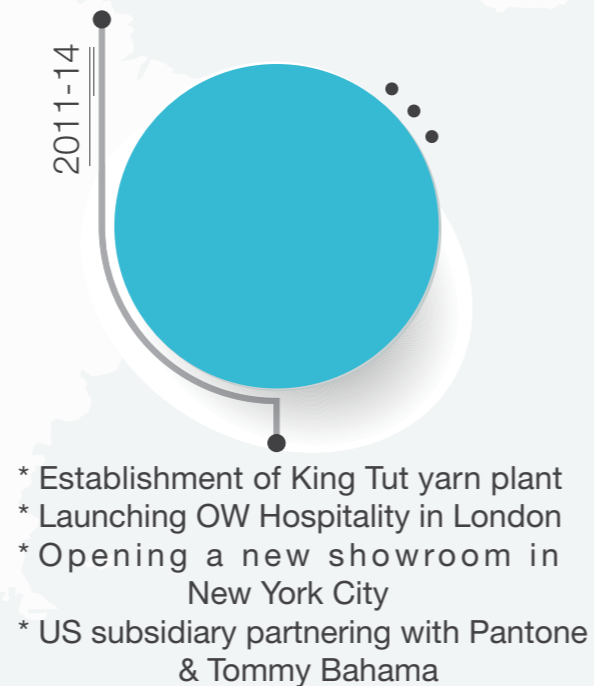 2011-14
* Establishment of King Tut yarn plant
* Launching OW Hospitality in London
* Opening a new showroom in
New York City
* US subsidiary partnering with Pantone
& Tommy Bahama